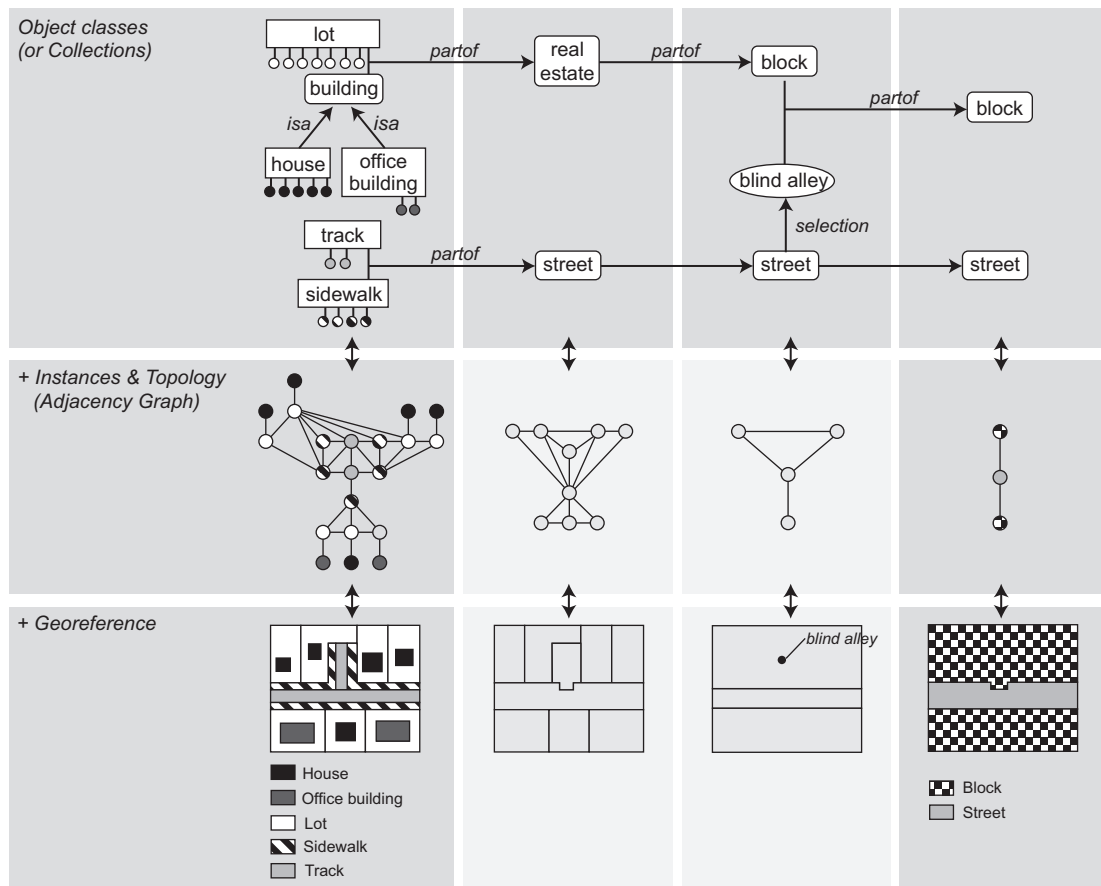 Object classes
(or Collections)
lot
building
isa
isa
house
office
building
track
sidewalk
partof
real
estate
partof
block
partof
block
blind alley
selection
partof
street
street
street
+ Instances & Topology
(Adjacency Graph)
+ Georeference
blind alley
House
Office building
Lot
Sidewalk
Track
Block
Street